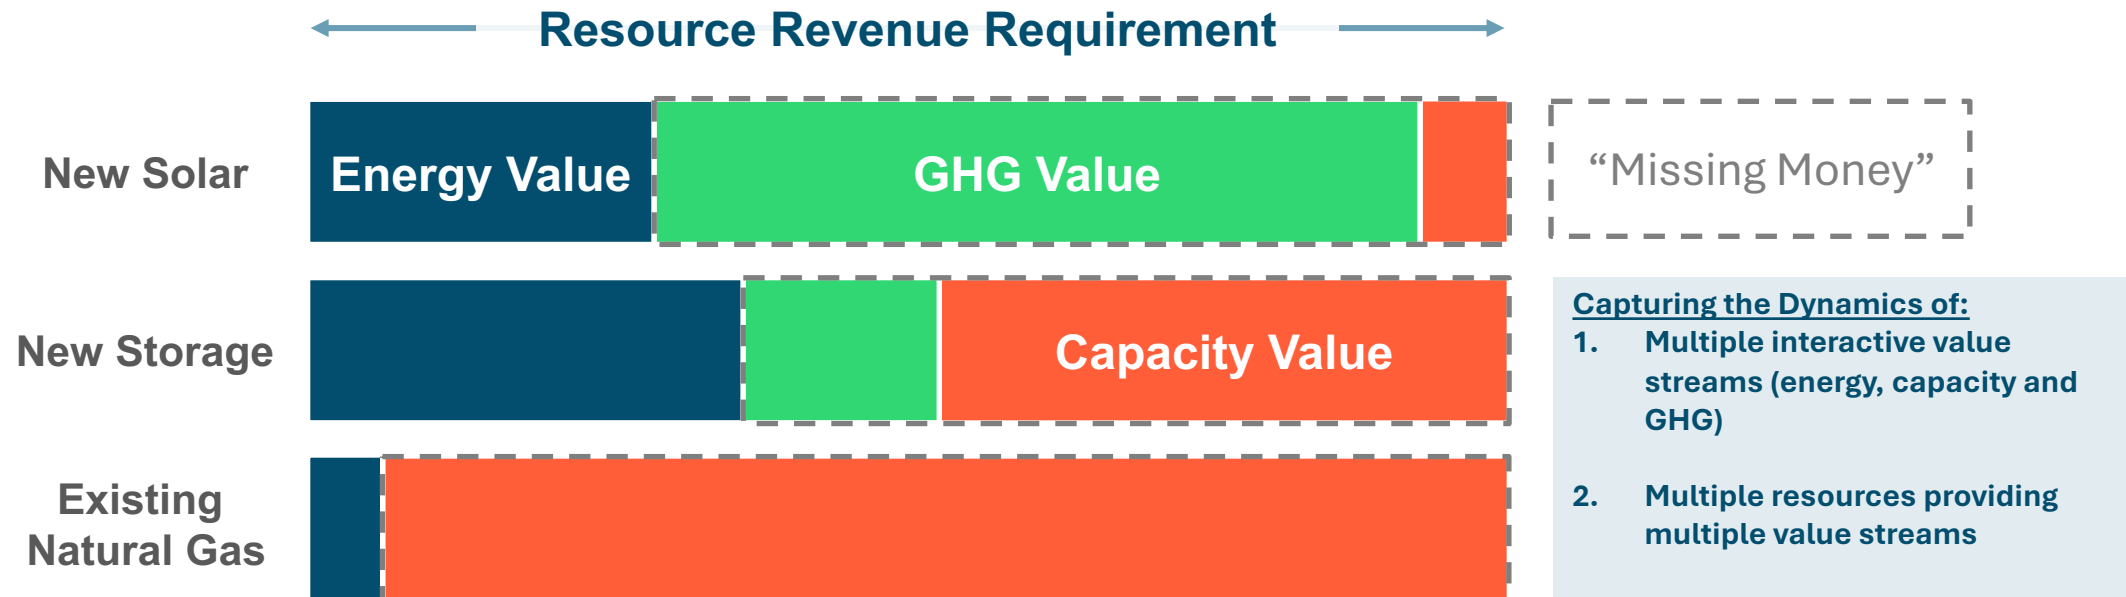 Resource Revenue Requirement
New Solar
Energy Value
GHG Value
“Missing Money”
New Storage
Capacity Value
Capturing the Dynamics of:
1. Multiple interactive value
streams (energy, capacity and
GHG)
2. Multiple resources providing
multiple value streams
Existing
Natural Gas